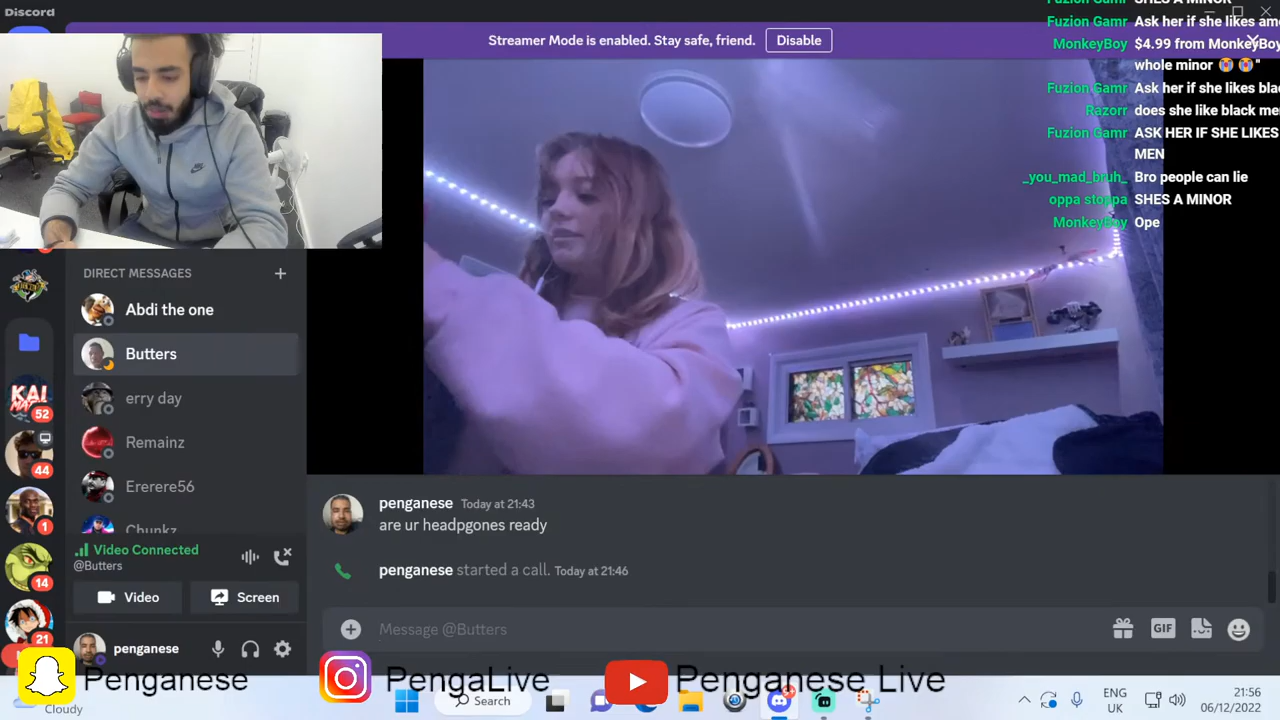 Discord
Streamer Mode is enabled. Stay safe, friend.
Disable
Fuzion Gamr Ask her if she likes
MonkeyBoy $4.99 from MonkeyBoy
whole minor 😭 😭"
Fuzion Gamr Ask her if she likes
Razorr does she like black
Fuzion Gamr ASK HER IF SHE LIKES
MEN
_you_mad_bruh_ Bro people can lie
oppa stoppa SHES A MINOR
MonkeyBoy Ope
DIRECT MESSAGES
Abdi the one
Butters
erry day
Remainz
Ererere56
Chunkz
KAI
52
44
1
14
21
Video Connected
@Butters
Video
Screen
penganese
penganese Today at 21:43
are ur headpgones ready
penganese started a call. Today at 21:46
Message @Butters
GIF
Penganese
PengaLive
Penganese Live
Cloudy
Search
ENG
UK
21:56
06/12/2022